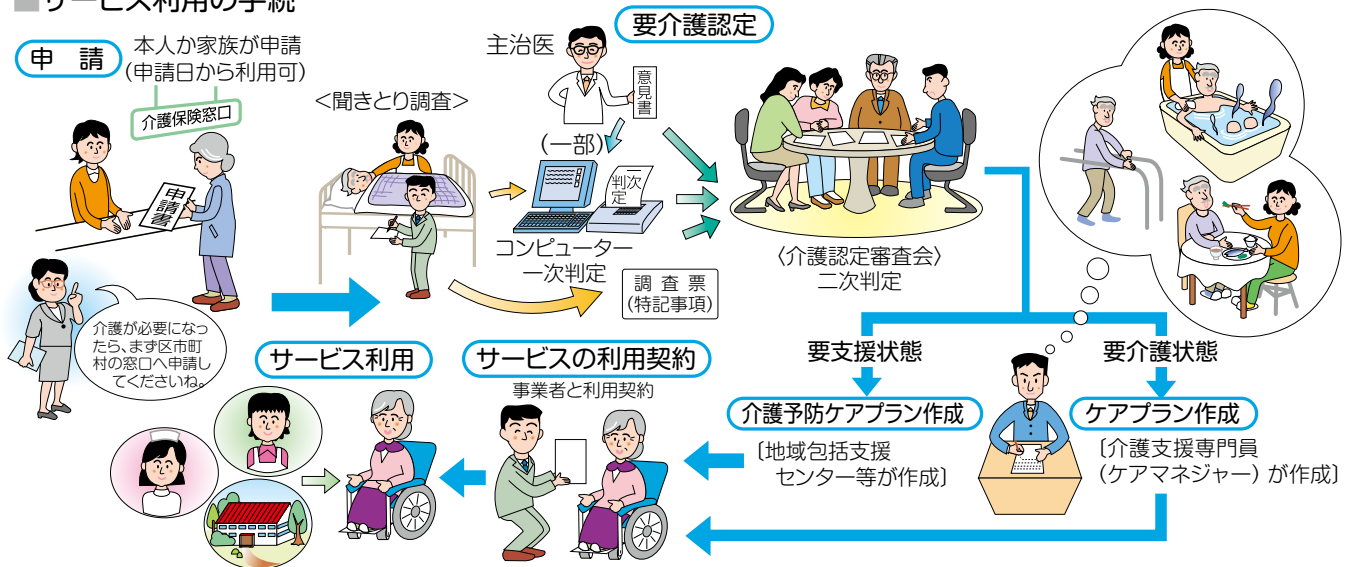 ■サービス利用の手続
申 請
本人か家族が申請
(申請日から利用可)
介護保険窓口
申請書
介護が必要になっ
たら、まず区市町
村の窓口へ申請し
てくださいね。
<聞きとり調査>
主治医
意見書
(一部)
一次
判定
コンピューター
一次判定
調 査 票
(特記事項)
要介護認定
〈介護認定審査会〉
二次判定
要支援状態
要介護状態
介護予防ケアプラン作成
〔地域包括支援
センター等が作成〕
ケアプラン作成
〔介護支援専門員
(ケアマネジャー)が作成〕
サービスの利用契約
事業者と利用契約
サービス利用